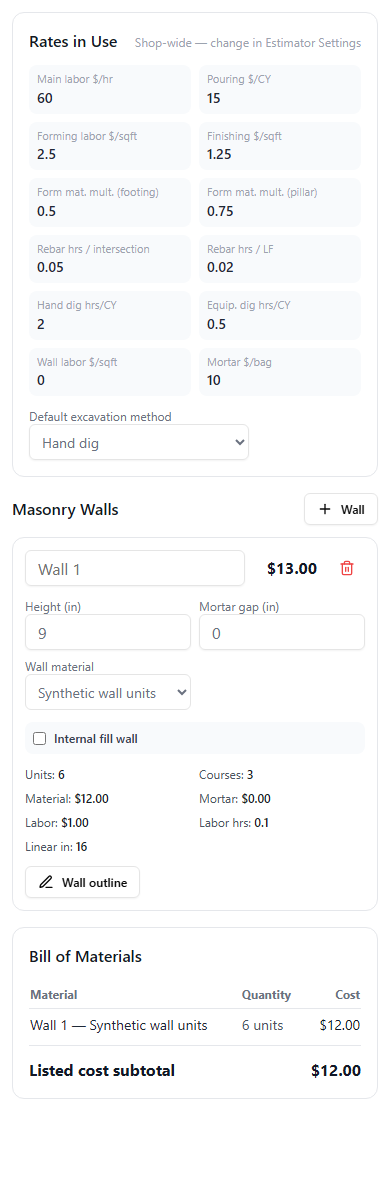 Rates in Use Shop-wide — change in Estimator Settings
Main labor $/hr Pouring $/CY
60 15
Forming labor $/sqft Finishing $/sqft
2.5 1.25
Form mat. mult. (footing) Form mat. mult. (pillar)
0.5 0.75
Rebar hrs / intersection Rebar hrs / LF
0.05 0.02
Hand dig hrs/CY Equip. dig hrs/CY
2 0.5
Wall labor $/sqft Mortar $/bag
0 10
Default excavation method
Hand dig
Masonry Walls + Wall
Wall 1 $13.00
Height (in) Mortar gap (in)
9 0
Wall material
Synthetic wall units
Internal fill wall
Units: 6 Courses: 3
Material: $12.00 Mortar: $0.00
Labor: $1.00 Labor hrs: 0.1
Linear in: 16
Wall outline
Bill of Materials
Material Quantity Cost
Wall 1 — Synthetic wall units 6 units $12.00
Listed cost subtotal $12.00